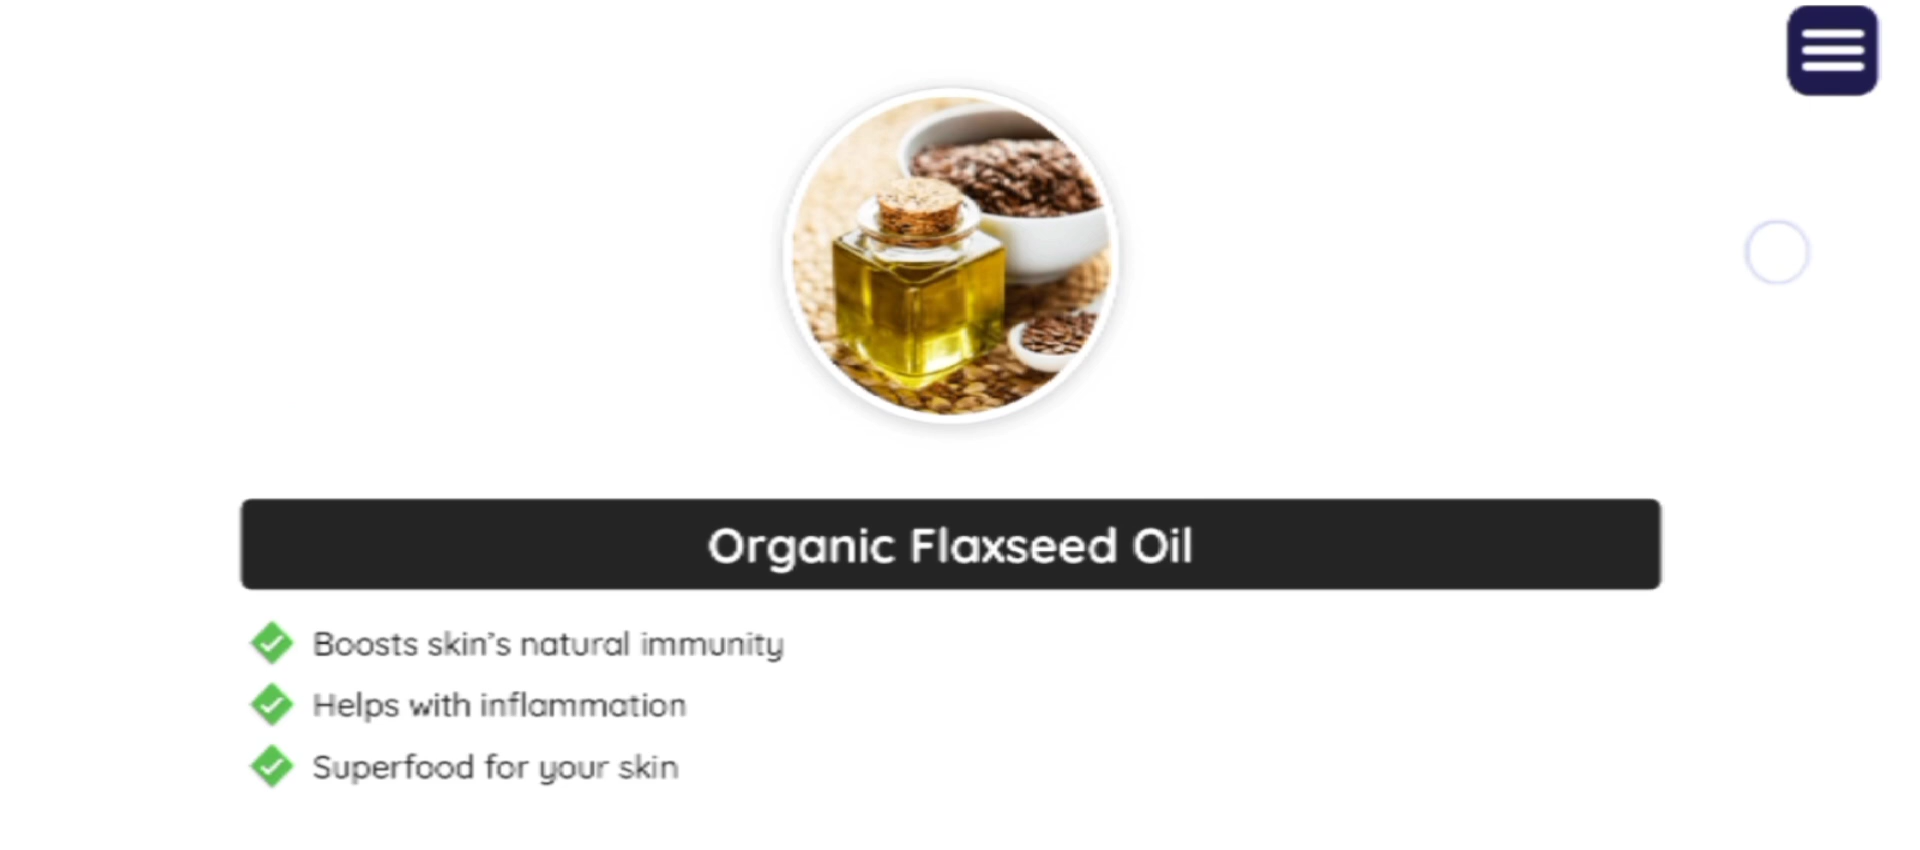 Organic Flaxseed Oil
Boosts skin’s natural immunity
Helps with inflammation
Superfood for your skin